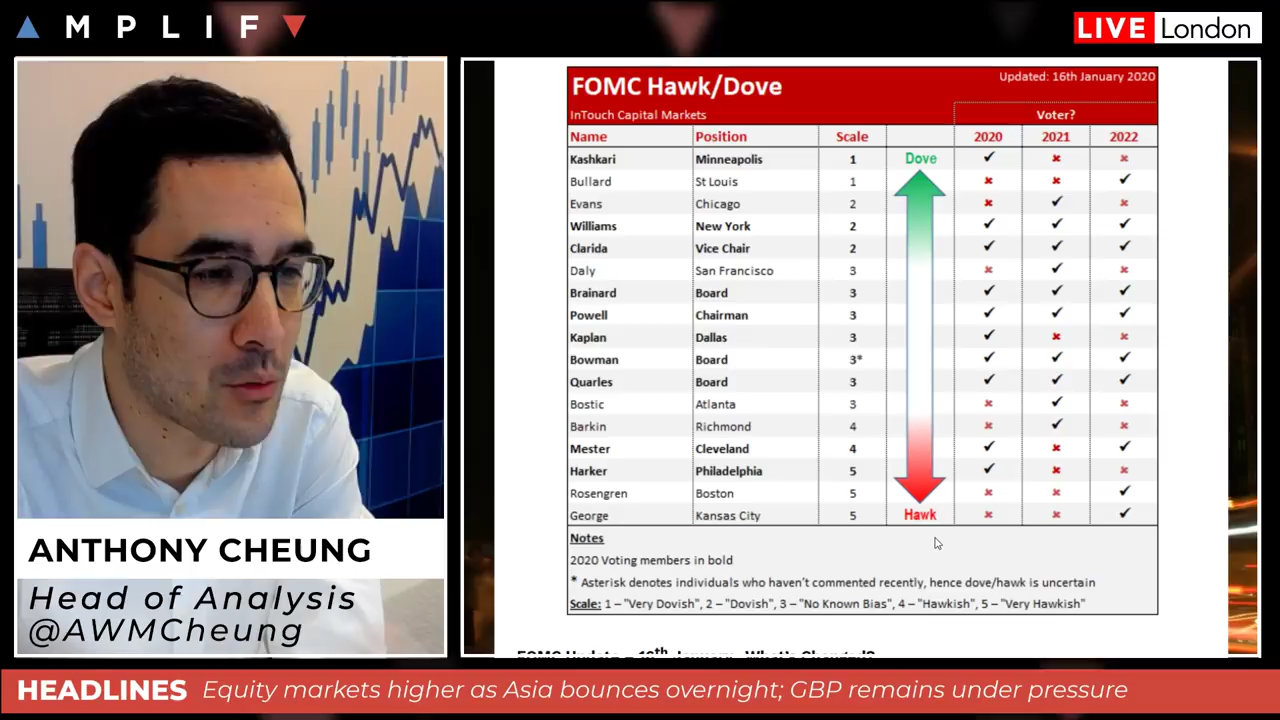 AMPLIFY
LIVE London
FOMC Hawk/Dove
Updated: 16th January 2020
InTouch Capital Markets
Voter?
Name Position Scale 2020 2021 2022
Kashkari Minneapolis 1 Dove ✓ × ×
Bullard St Louis 1 × × ✓
Evans Chicago 2 × ✓ ×
Williams New York 2 ✓ ✓ ✓
Clarida Vice Chair 2 ✓ ✓ ✓
Daly San Francisco 3 × ✓ ×
Brainard Board 3 ✓ ✓ ✓
Powell Chairman 3 ✓ ✓ ✓
Kaplan Dallas 3 ✓ × ×
Bowman Board 3* ✓ ✓ ✓
Quarles Board 3 ✓ ✓ ✓
Bostic Atlanta 3 × ✓ ×
Barkin Richmond 4 × ✓ ×
Mester Cleveland 4 ✓ × ✓
Harker Philadelphia 5 ✓ × ×
Rosengren Boston 5 × × ✓
George Kansas City 5 Hawk × × ✓
Notes
2020 Voting members in bold
* Asterisk denotes individuals who haven't commented recently, hence dove/hawk is uncertain
Scale: 1 – "Very Dovish", 2 – "Dovish", 3 – "No Known Bias", 4 – "Hawkish", 5 – "Very Hawkish"
FOMC Update – 16th January - What's Changed?
ANTHONY CHEUNG
Head of Analysis
@AWMCheung
HEADLINES Equity markets higher as Asia bounces overnight; GBP remains under pressure